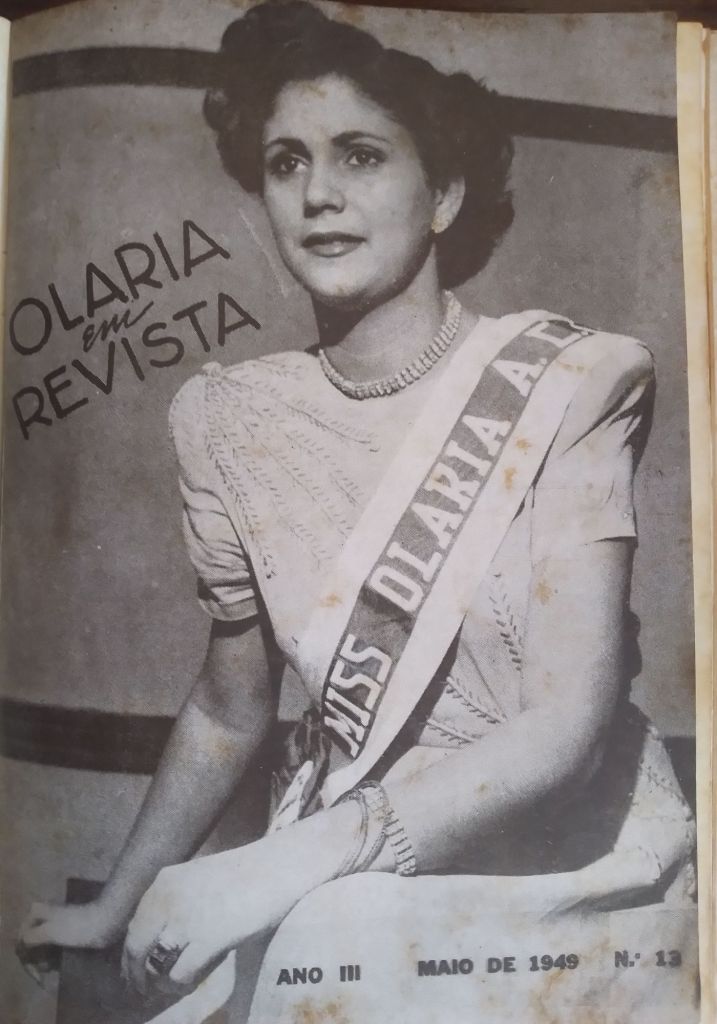 OLARIA
em
REVISTA
MISS OLARIA A. C.
ANO III MAIO DE 1949 N.º 13